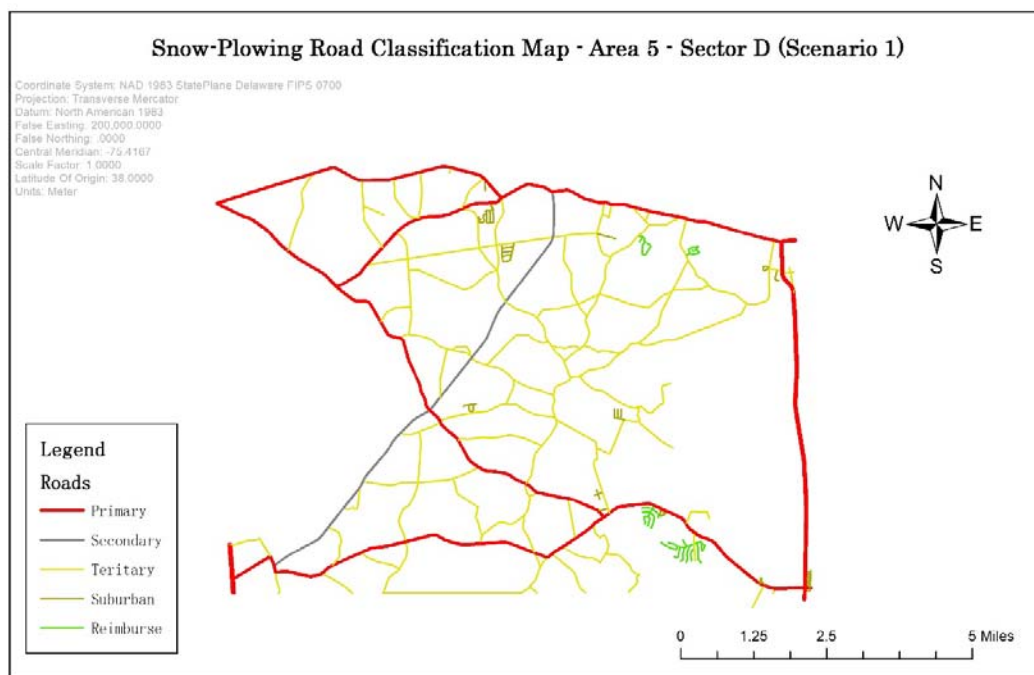 Snow-Plowing Road Classification Map - Area 5 - Sector D (Scenario 1)
Coordinate System: NAD 1983 StatePlane Delaware FIPS 0700
Projection: Transverse Mercator
Datum: North American 1983
False Easting: 200,000.0000
False Northing: .0000
Central Meridian: -75.4167
Scale Factor: 1.0000
Latitude Of Origin: 38.0000
Units: Meter
N
W E
S
Legend
Roads
Primary
Secondary
Teritary
Suburban
Reimburse
0 1.25 2.5 5 Miles